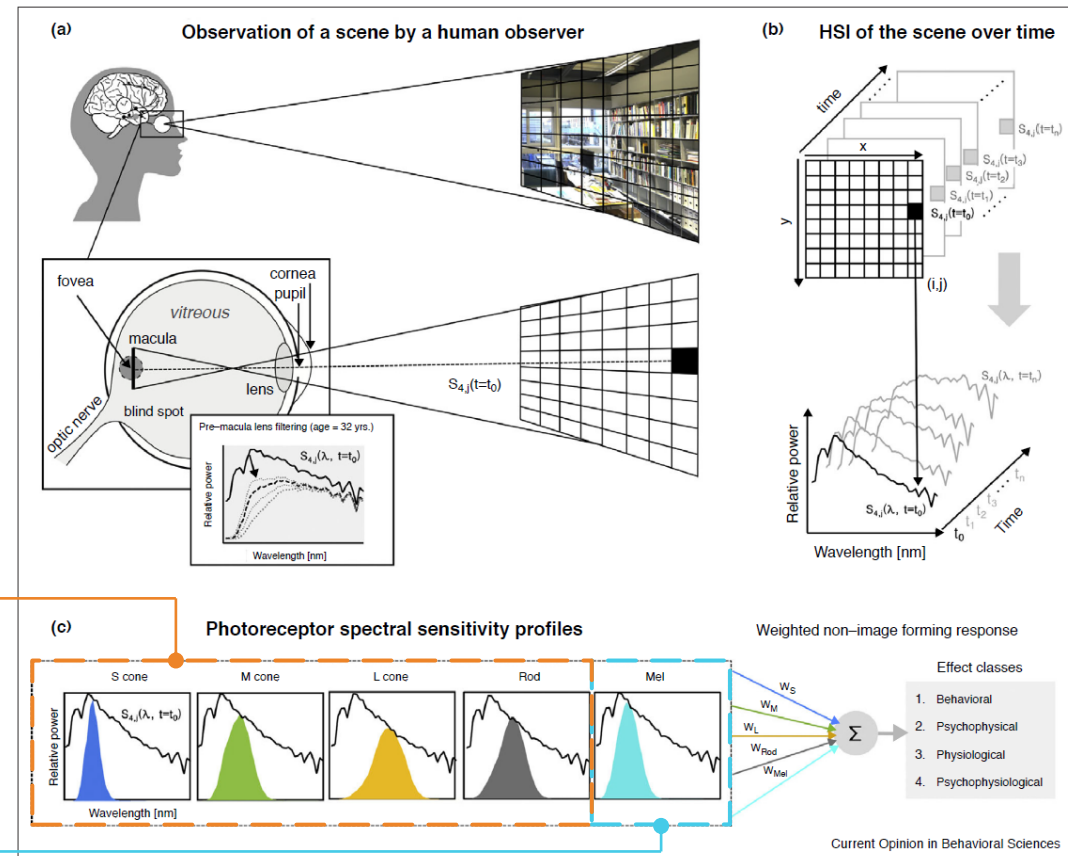 (a)
Observation of a scene by a human observer
fovea
cornea
pupil
vitreous
macula
lens
blind spot
optic nerve
S4,j(t=t0)
Pre–macula lens filtering (age = 32 yrs.)
S4,j(λ, t=t0)
Relative power
Wavelength [nm]
(b)
HSI of the scene over time
time
x
y
S4,j(t=tn)
S4,j(t=t3)
S4,j(t=t2)
S4,j(t=t1)
S4,j(t=t0)
(i,j)
S4,j(λ, t=tn)
Relative power
S4,j(λ, t=t0)
Wavelength [nm]
t0
t1
t2
t3
tn
Time
(c)
Photoreceptor spectral sensitivity profiles
S cone
M cone
L cone
Rod
Mel
S4,j(λ, t=t0)
Relative power
Wavelength [nm]
Weighted non–image forming response
WS
WM
WL
WRod
WMel
Σ
Effect classes
1. Behavioral
2. Psychophysical
3. Physiological
4. Psychophysiological
Current Opinion in Behavioral Sciences